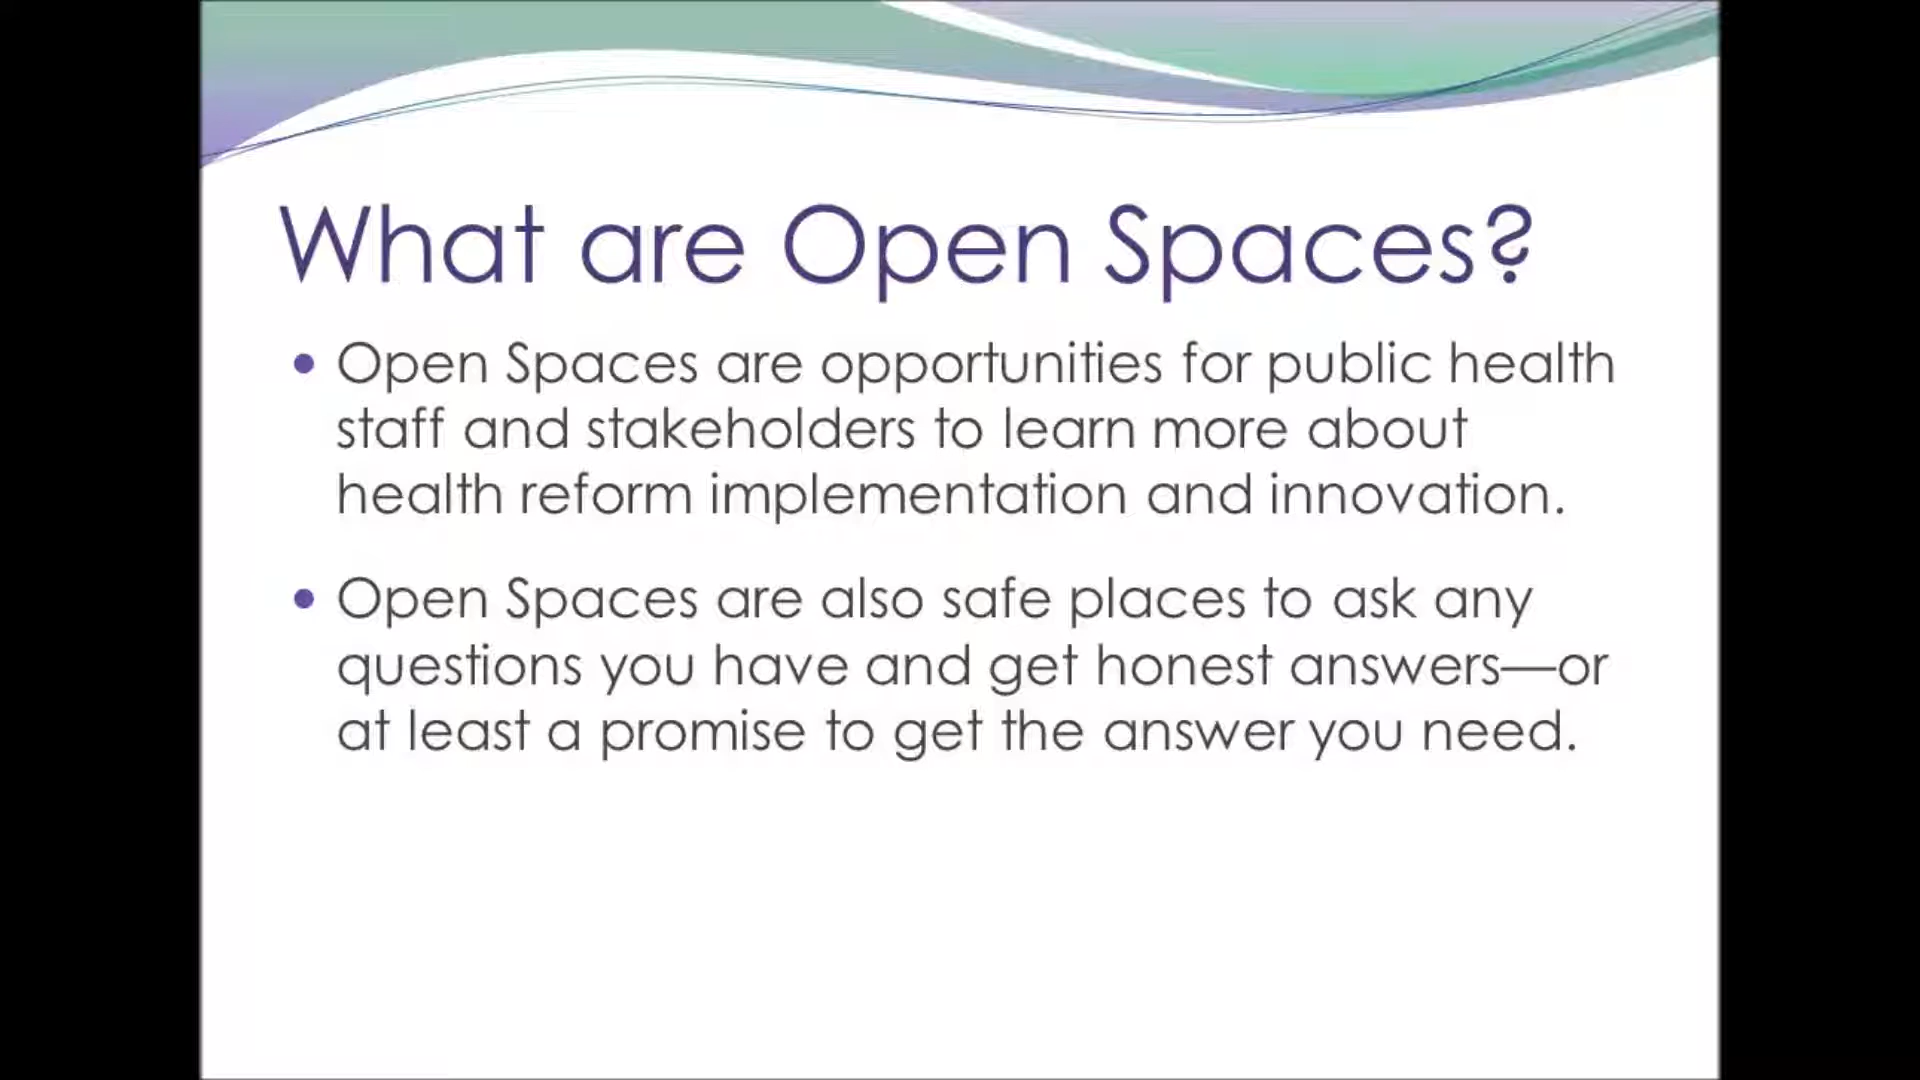 What are Open Spaces?
• Open Spaces are opportunities for public health
staff and stakeholders to learn more about
health reform implementation and innovation.
• Open Spaces are also safe places to ask any
questions you have and get honest answers—or
at least a promise to get the answer you need.